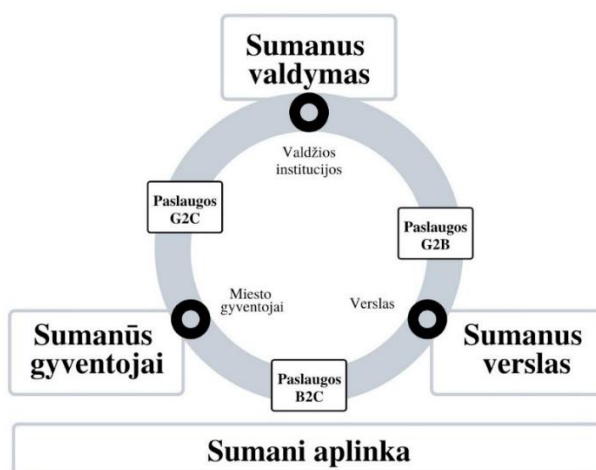 Sumanus
valdymas
Valdžios
institucijos
Paslaugos
G2C
Paslaugos
G2B
Miesto
gyventojai
Verslas
Sumanūs
gyventojai
Sumanus
verslas
Paslaugos
B2C
Sumani aplinka